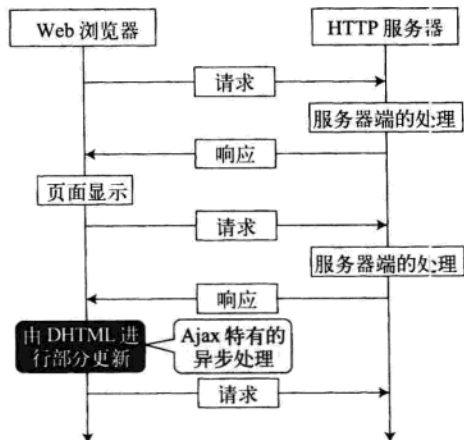 Web 浏览器
HTTP 服务器
请求
服务器端的处理
响应
页面显示
请求
服务器端的处理
响应
由 DHTML 进
行部分更新
Ajax 特有的
异步处理
请求